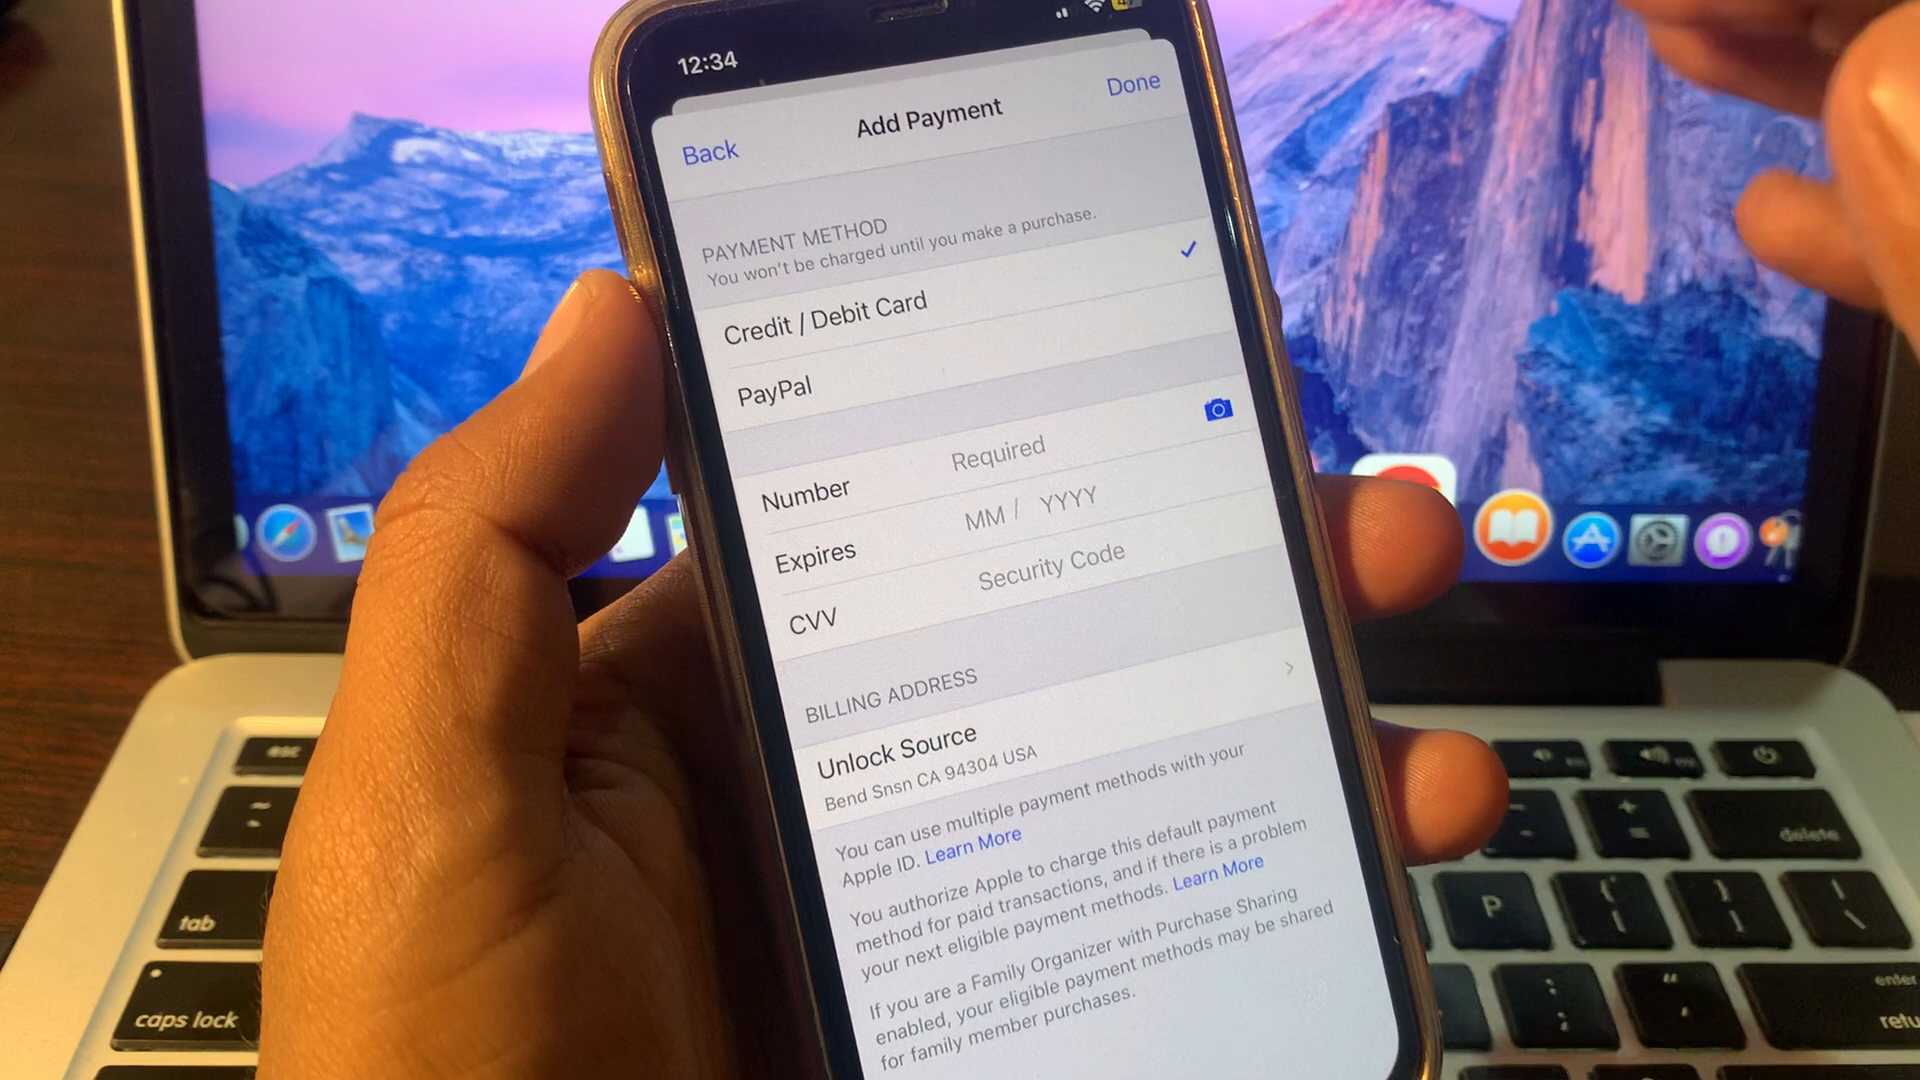 12:34
Back
Add Payment
Done
PAYMENT METHOD
You won't be charged until you make a purchase.
Credit / Debit Card
PayPal
Number Required
Expires MM / YYYY
CVV Security Code
BILLING ADDRESS
Unlock Source
Bend Snsn CA 94304 USA
You can use multiple payment methods with your
Apple ID. Learn More
You authorize Apple to charge this default payment
method for paid transactions, and if there is a problem
your next eligible payment methods. Learn More
If you are a Family Organizer with Purchase Sharing
enabled, your eligible payment methods may be shared
for family member purchases.
esc
tab
caps lock
delete
P
enter